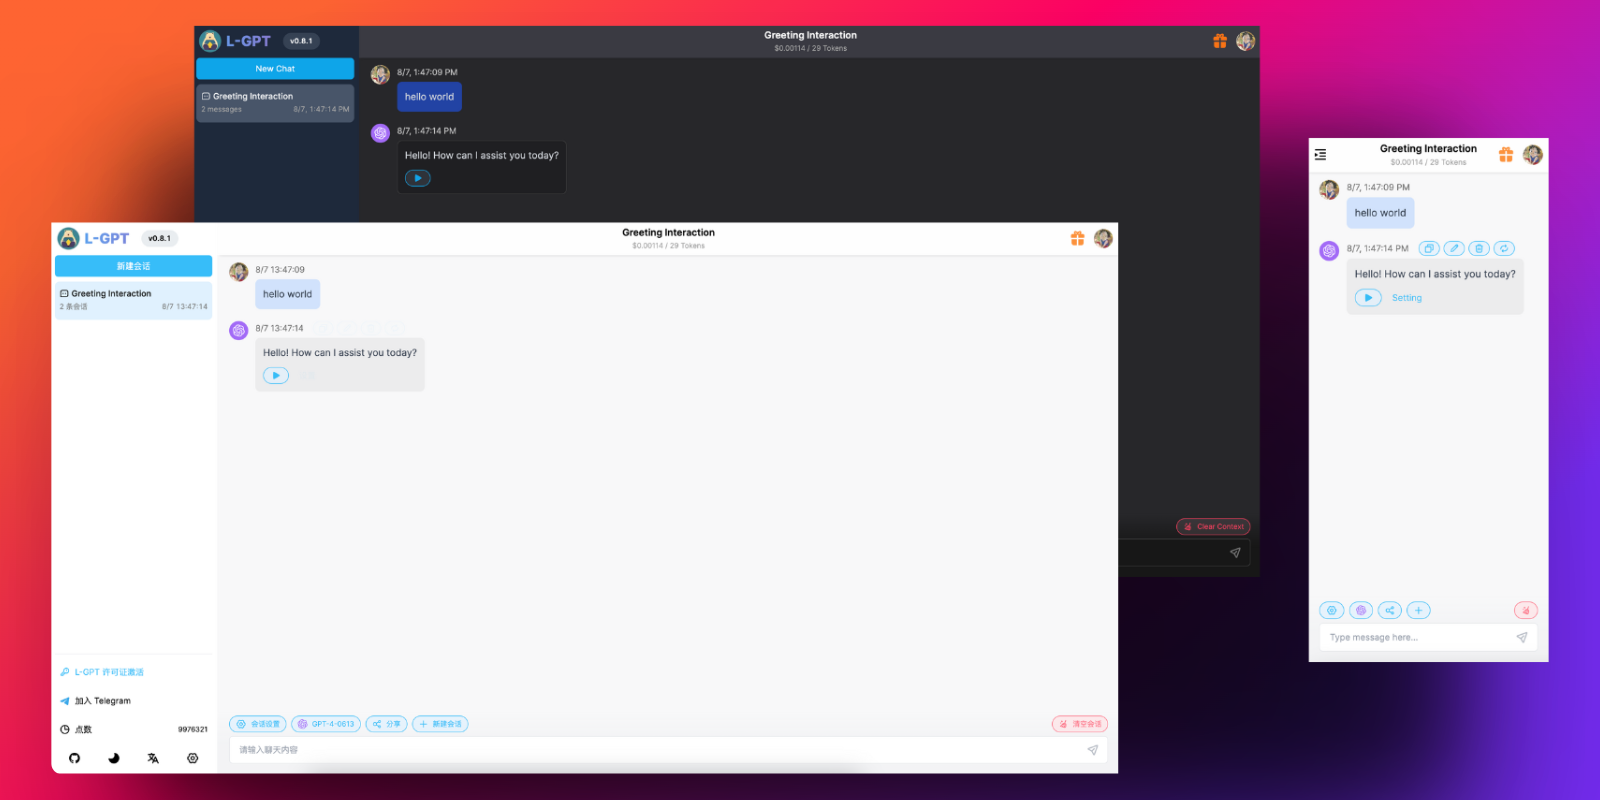 L-GPT v0.8.1
New Chat
Greeting Interaction
2 messages 8/7, 1:47:14 PM
Greeting Interaction
$0.00114 / 29 Tokens
8/7, 1:47:09 PM
hello world
8/7, 1:47:14 PM
Hello! How can I assist you today?
Clear Context
L-GPT v0.8.1
新建会话
Greeting Interaction
2 条会话 8/7 13:47:14
L-GPT 许可证激活
加入 Telegram
点数 9976321
Greeting Interaction
$0.00114 / 29 Tokens
8/7 13:47:09
hello world
8/7 13:47:14
Hello! How can I assist you today?
会话设置 GPT-4-0613 分享 新建会话 清空会话
请输入聊天内容
Greeting Interaction
$0.00114 / 29 Tokens
8/7, 1:47:09 PM
hello world
8/7, 1:47:14 PM
Hello! How can I assist you today?
Setting
Type message here...